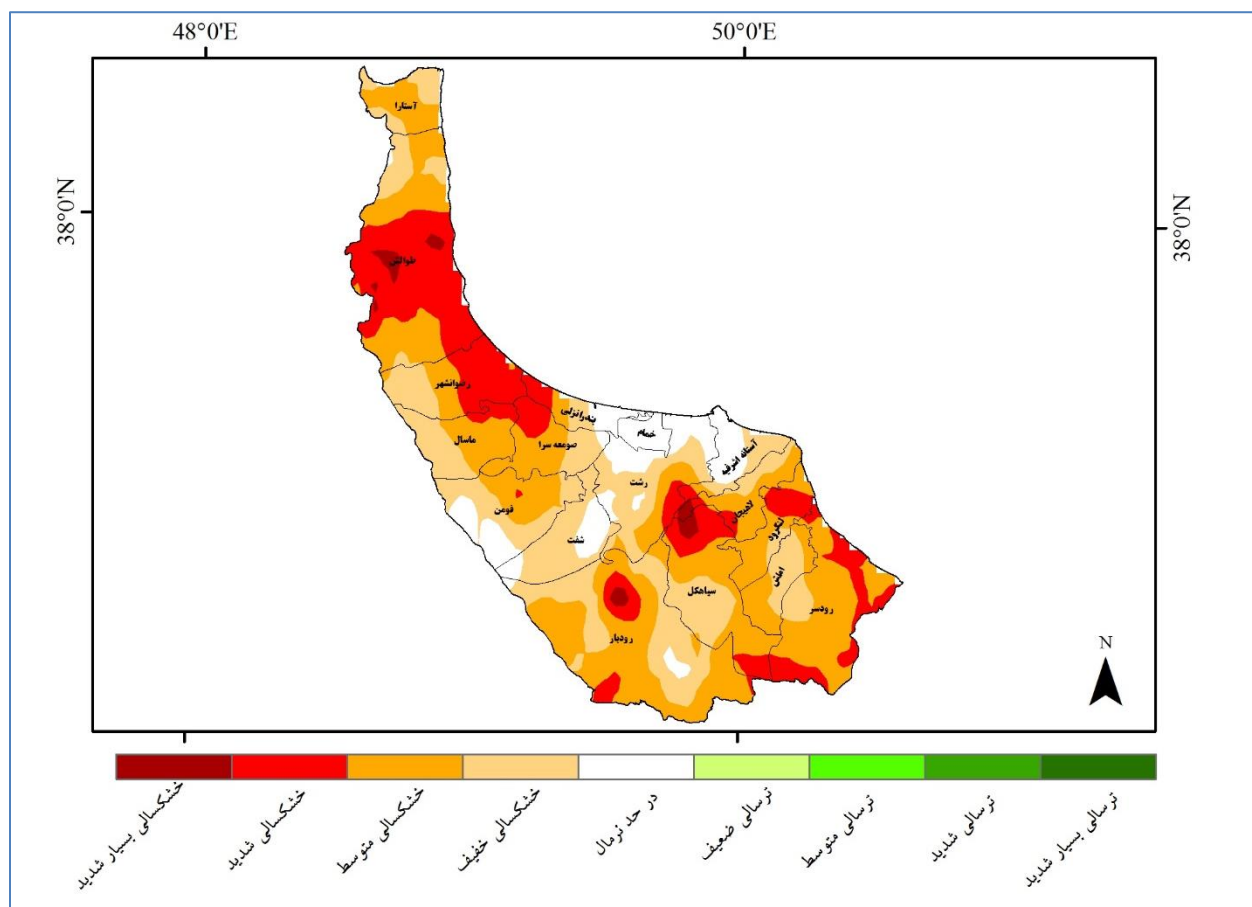 48°0'E
50°0'E
38°0'N
38°0'N
آستارا
طوالش
رضوانشهر
بندرانزلی
خمام
ماسال
صومعه سرا
آستانه اشرفیه
رشت
لاهیجان
فومن
لنگرود
شفت
املش
سیاهکل
رودسر
رودبار
N
خشکسالی بسیار شدید
خشکسالی شدید
خشکسالی متوسط
خشکسالی خفیف
در حد نرمال
ترسالی ضعیف
ترسالی متوسط
ترسالی شدید
ترسالی بسیار شدید